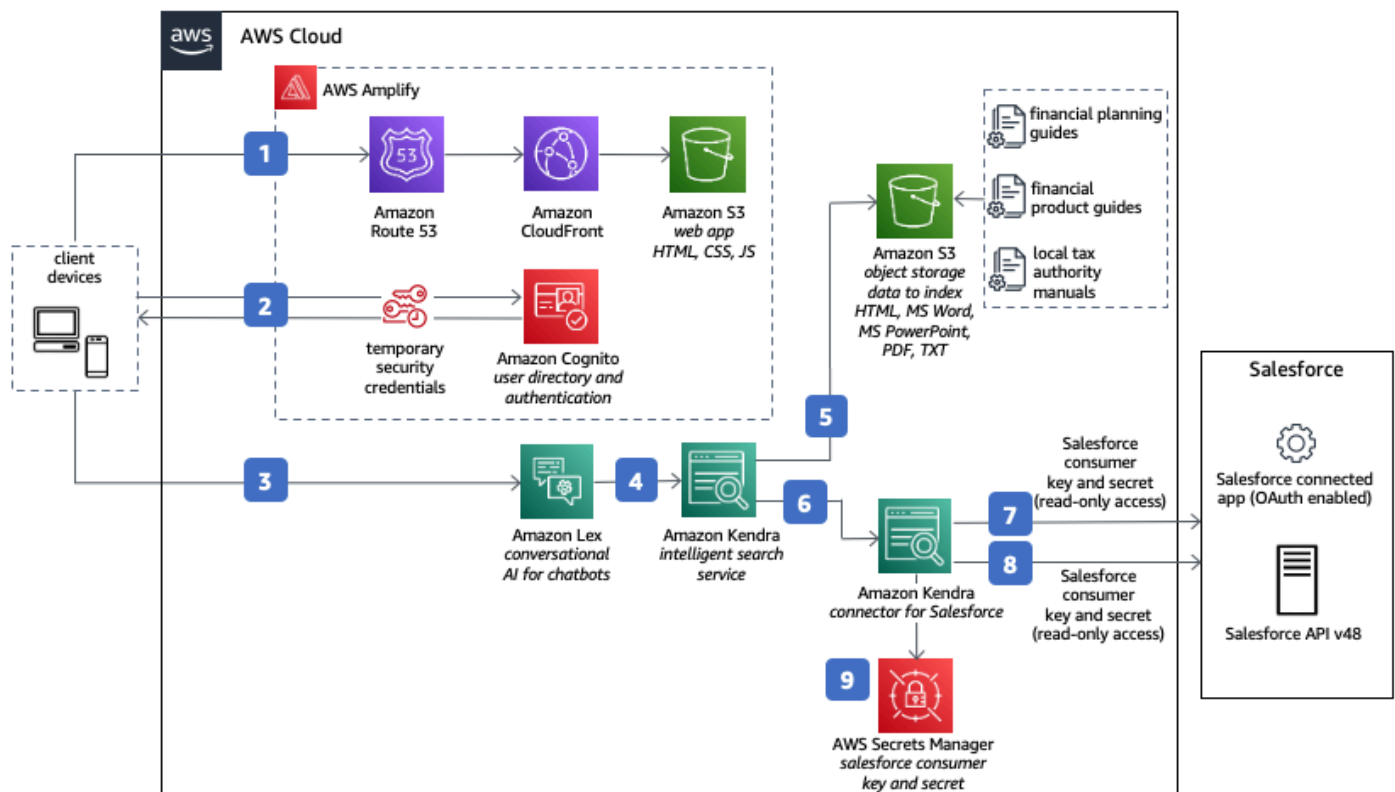 aws
AWS Cloud
AWS Amplify
1
53
Amazon
Route 53
Amazon
CloudFront
Amazon S3
web app
HTML, CSS, JS
client
devices
2
temporary
security
credentials
Amazon Cognito
user directory and
authentication
financial planning
guides
financial
product guides
local tax
authority
manuals
Amazon S3
object storage
data to index
HTML, MS Word,
MS PowerPoint,
PDF, TXT
5
3
Amazon Lex
conversational
AI for chatbots
4
Amazon Kendra
intelligent search
service
6
Amazon Kendra
connector for Salesforce
Salesforce
consumer
key and secret
(read-only access)
7
8
Salesforce
consumer
key and secret
(read-only access)
9
AWS Secrets Manager
salesforce consumer
key and secret
Salesforce
Salesforce connected
app (OAuth enabled)
Salesforce API v48